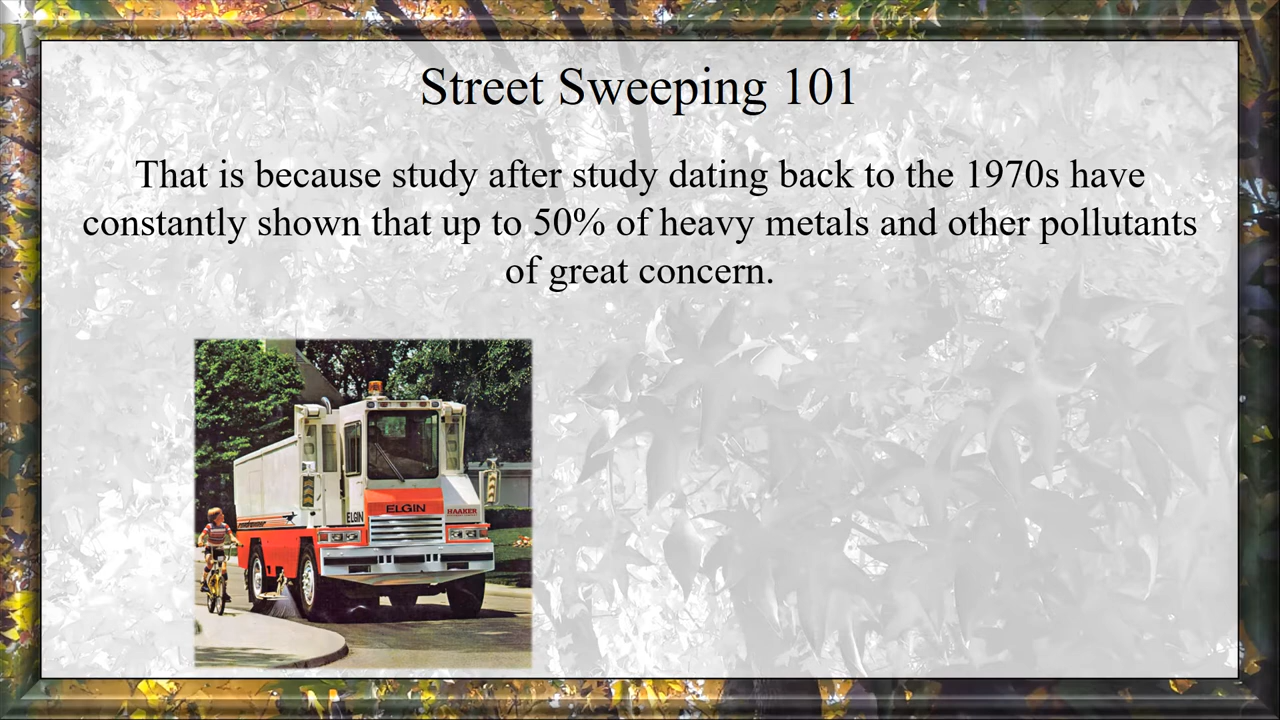 Street Sweeping 101
That is because study after study dating back to the 1970s have
constantly shown that up to 50% of heavy metals and other pollutants
of great concern.
ELGIN
HAAKER
ELGIN